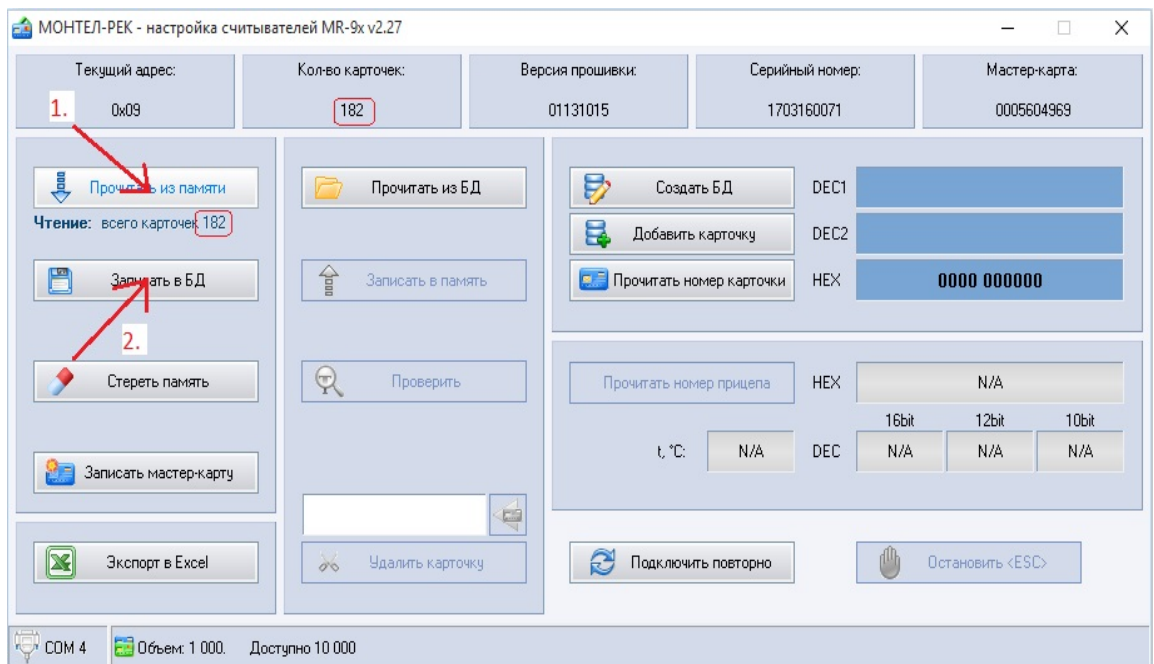 МОНТЕЛ-РЕК - настройка считывателей MR-9x v2.27
Текущий адрес:
0x09
Кол-во карточек:
182
Версия прошивки:
01131015
Серийный номер:
1703160071
Мастер-карта:
0005604969
1.
Прочитать из памяти
Чтение: всего карточек 182
Записать в БД
2.
Стереть память
Записать мастер-карту
Экспорт в Excel
Прочитать из БД
Записать в память
Проверить
Удалить карточку
Создать БД
DEC1
Добавить карточку
DEC2
Прочитать номер карточки
HEX
0000 000000
Прочитать номер прицепа
HEX
N/A
16bit 12bit 10bit
t, °C: N/A DEC N/A N/A N/A
Подключить повторно
Остановить <ESC>
COM 4 Объем: 1 000. Доступно 10 000